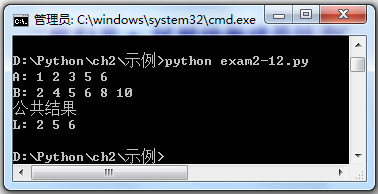 管理员: C:\windows\system32\cmd.exe
D:\Python\ch2\示例>python exam2-12.py
A: 1 2 3 5 6
B: 2 4 5 6 8 10
公共结果
L: 2 5 6
D:\Python\ch2\示例>